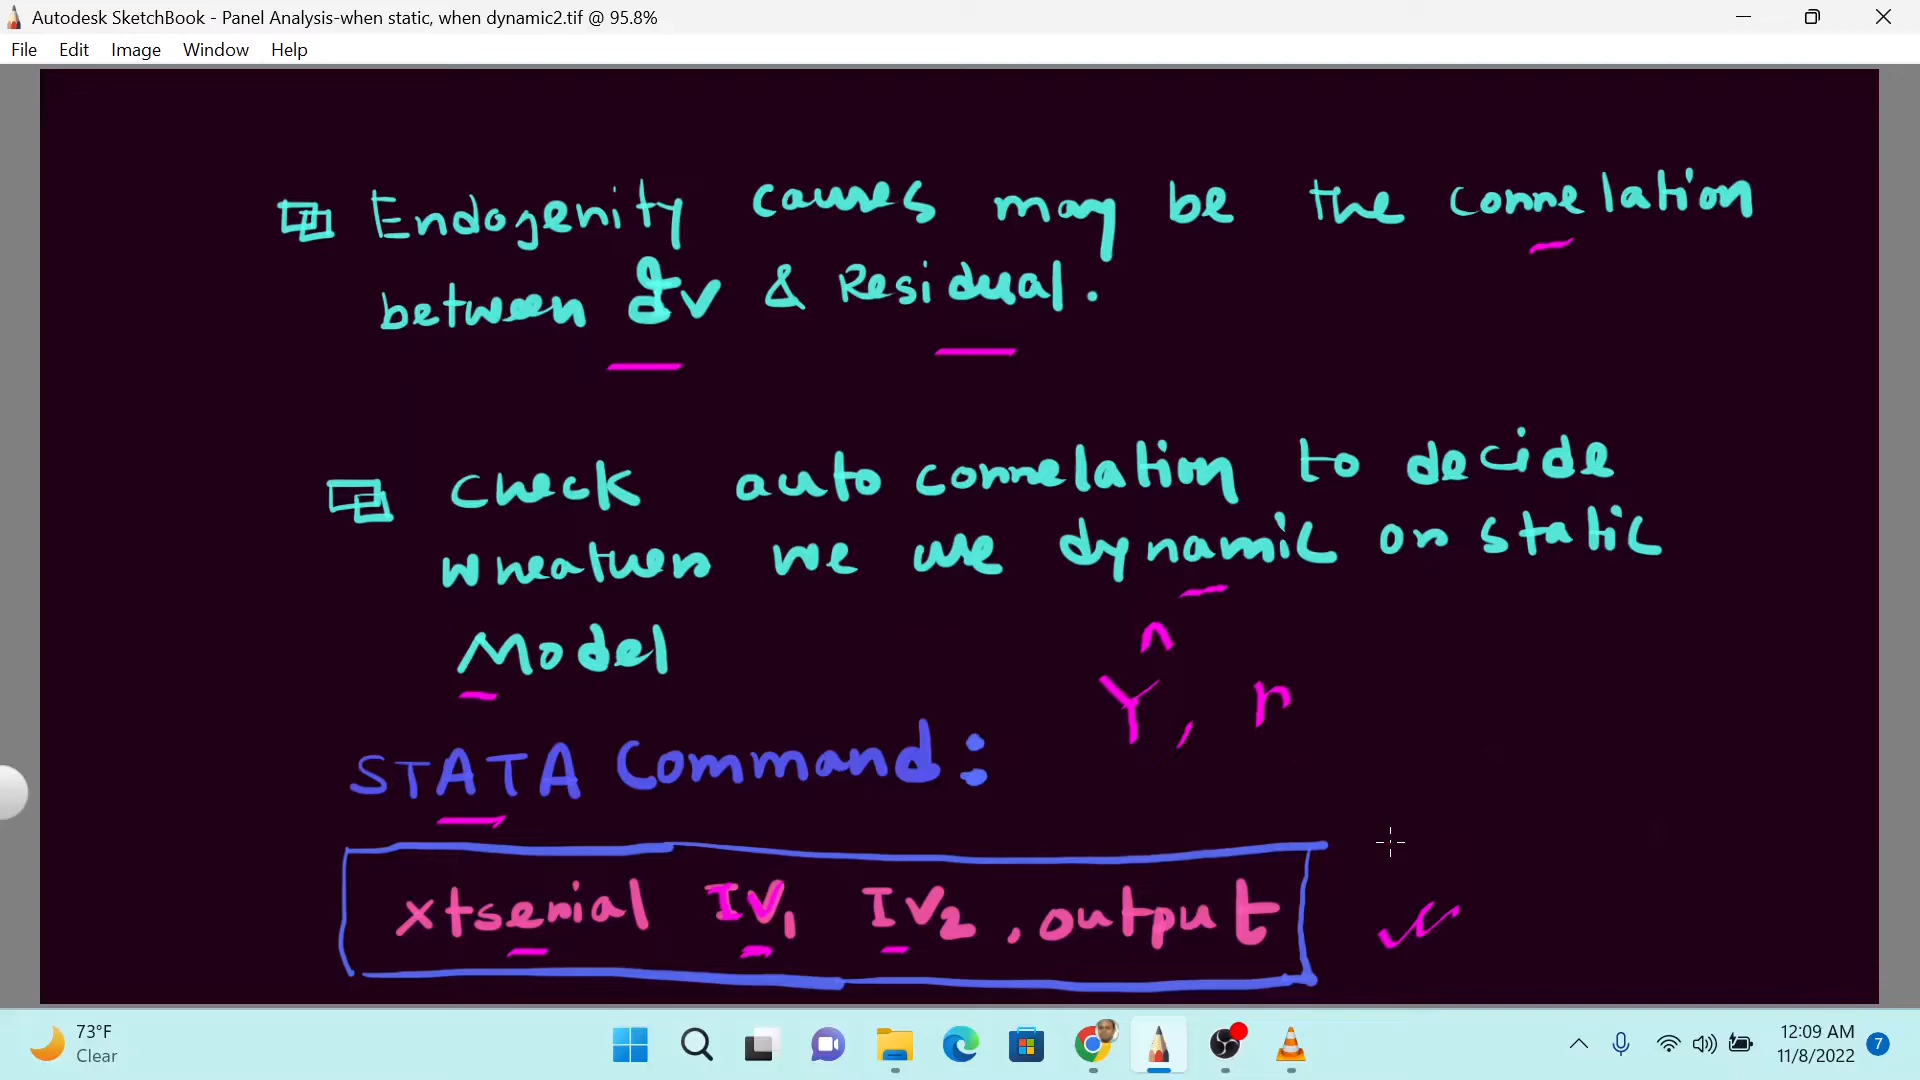 Autodesk SketchBook - Panel Analysis-when static, when dynamic2.tif @ 95.8%
File Edit Image Window Help
Endogenity causes may be the correlation
between IV & Residual.
Check auto correlation to decide
wheather we use dynamic or static
Model
Y, r
STATA Command:
xtserial IV1 IV2, output
73°F
Clear
12:09 AM
11/8/2022
7